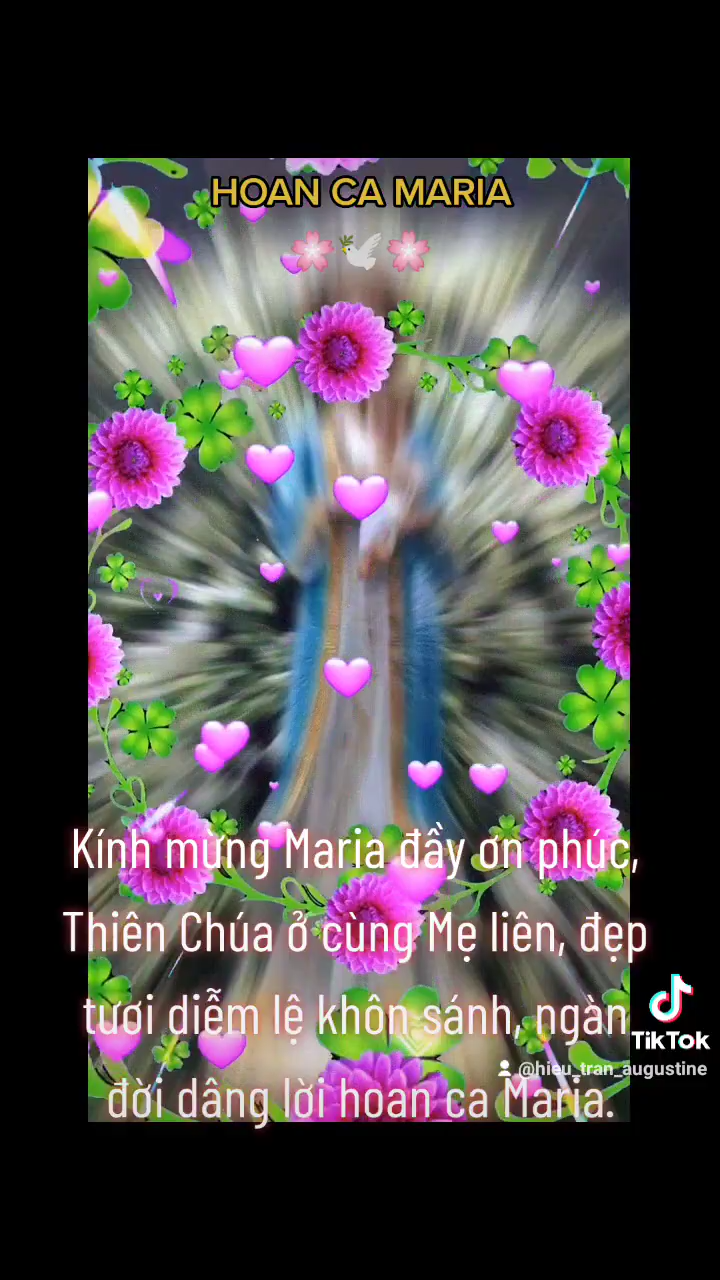 HOAN CA MARIA
Kính mừng Maria đầy ơn phúc,
Thiên Chúa ở cùng Mẹ liên, đẹp
tươi diễm lệ khôn sánh, ngàn
đời dâng lời hoan ca Maria.
TikTok
@hieu_tran_augustine